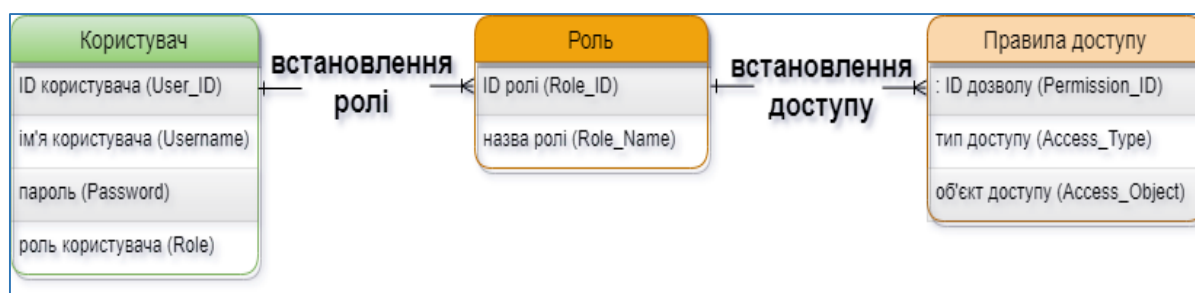 Користувач
ID користувача (User_ID)
ім'я користувача (Username)
пароль (Password)
роль користувача (Role)
встановлення
ролі
Роль
ID ролі (Role_ID)
назва ролі (Role_Name)
встановлення
доступу
Правила доступу
: ID дозволу (Permission_ID)
тип доступу (Access_Type)
об'єкт доступу (Access_Object)